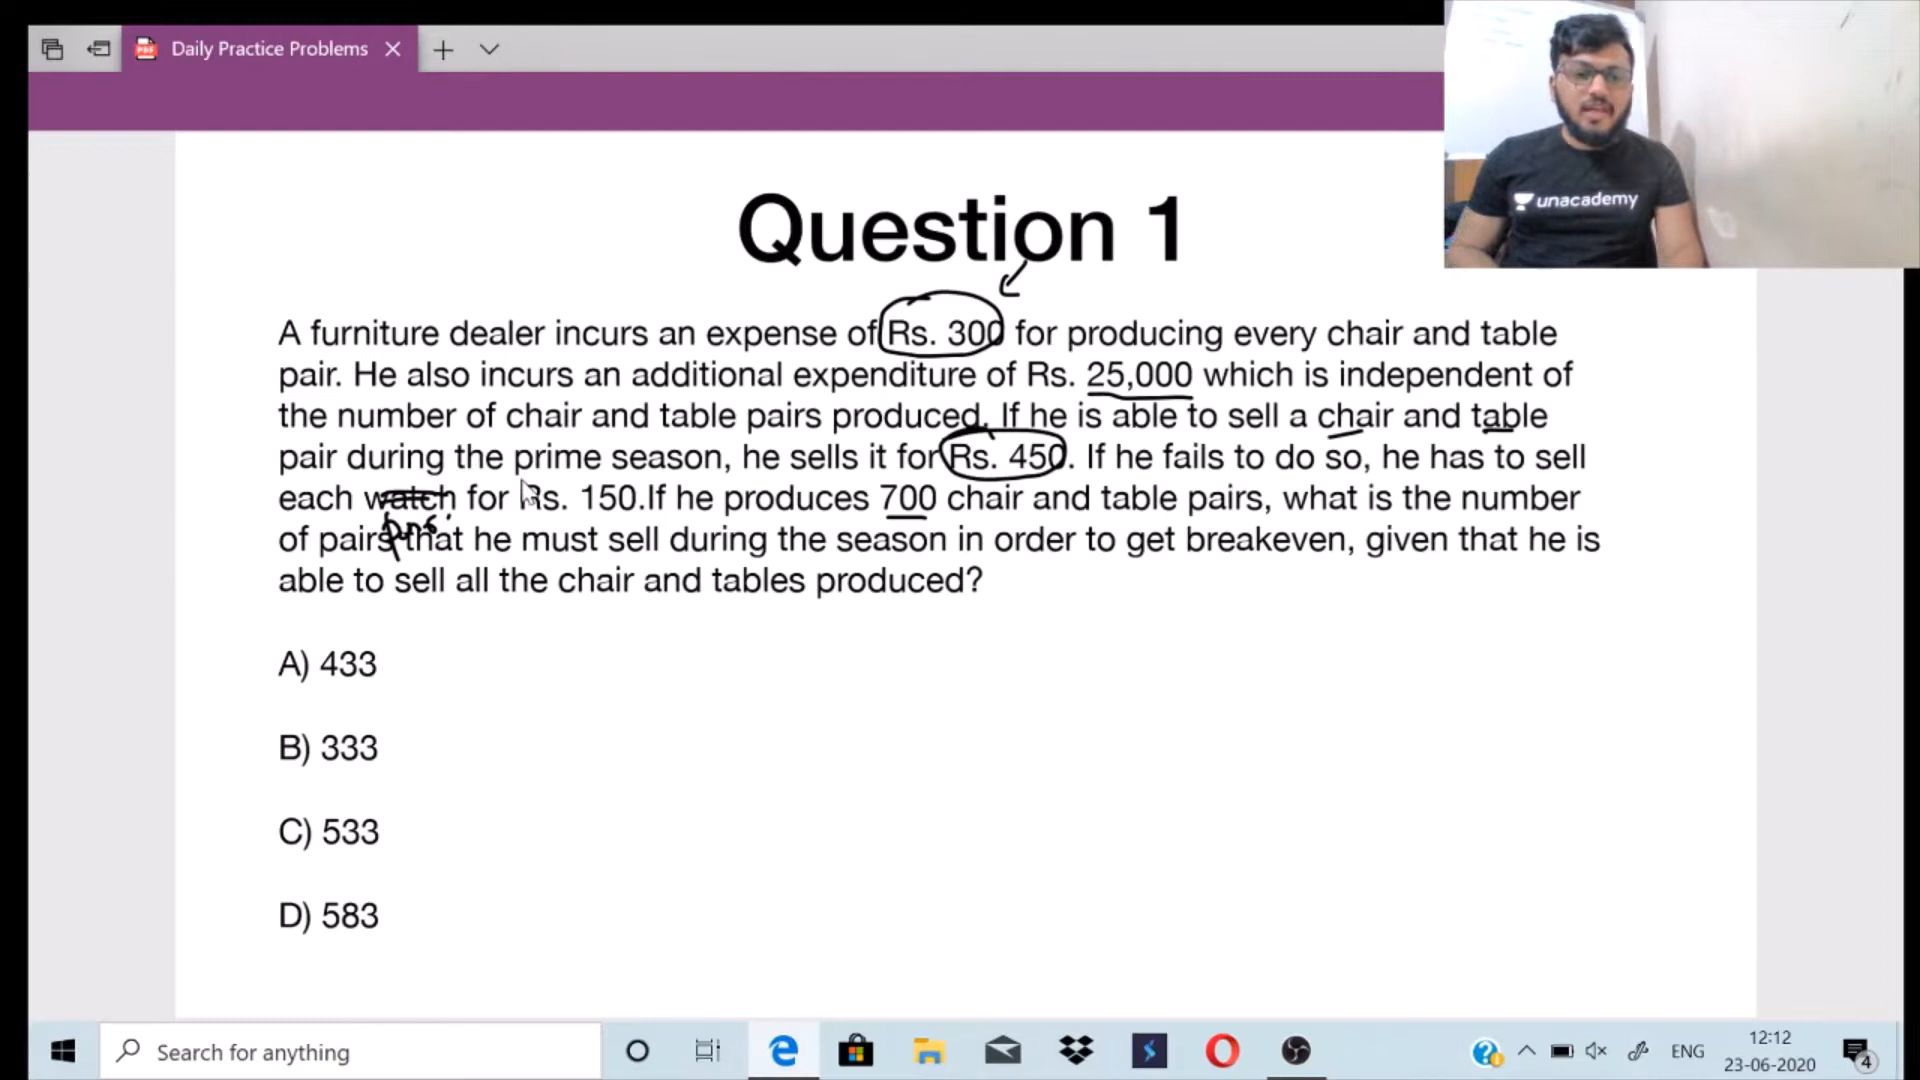 Daily Practice Problems
unacademy
Question 1
A furniture dealer incurs an expense of Rs. 300 for producing every chair and table
pair. He also incurs an additional expenditure of Rs. 25,000 which is independent of
the number of chair and table pairs produced. If he is able to sell a chair and table
pair during the prime season, he sells it for Rs. 450. If he fails to do so, he has to sell
each watch for Rs. 150.If he produces 700 chair and table pairs, what is the number
of pairs that he must sell during the season in order to get breakeven, given that he is
able to sell all the chair and tables produced?
A) 433
B) 333
C) 533
D) 583
Search for anything
ENG
12:12
23-06-2020
4